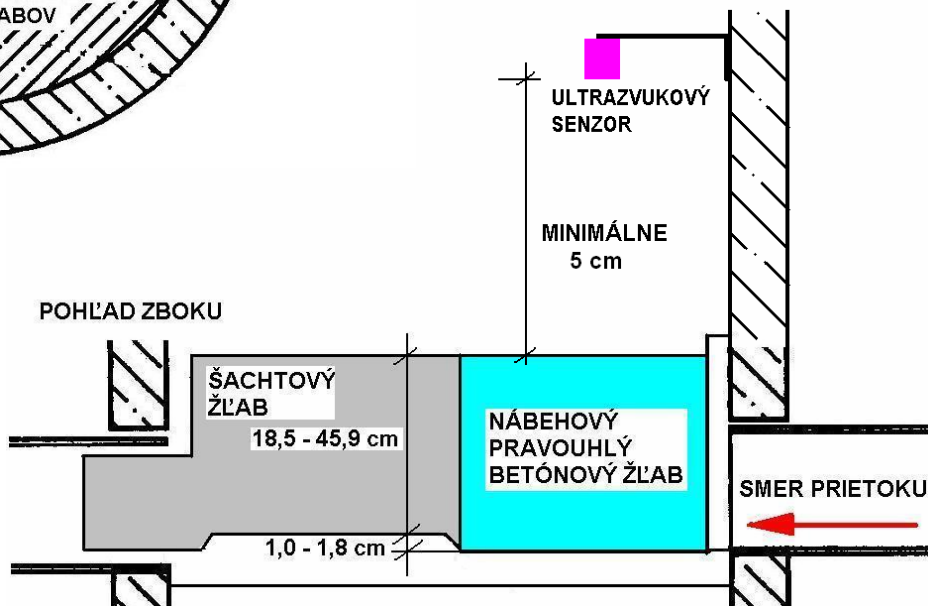 ABOV
ULTRAZVUKOVÝ
SENZOR
MINIMÁLNE
5 cm
POHĽAD ZBOKU
ŠACHTOVÝ
ŽĽAB
18,5 - 45,9 cm
NÁBEHOVÝ
PRAVOUHLÝ
BETÓNOVÝ ŽĽAB
SMER PRIETOKU
1,0 - 1,8 cm